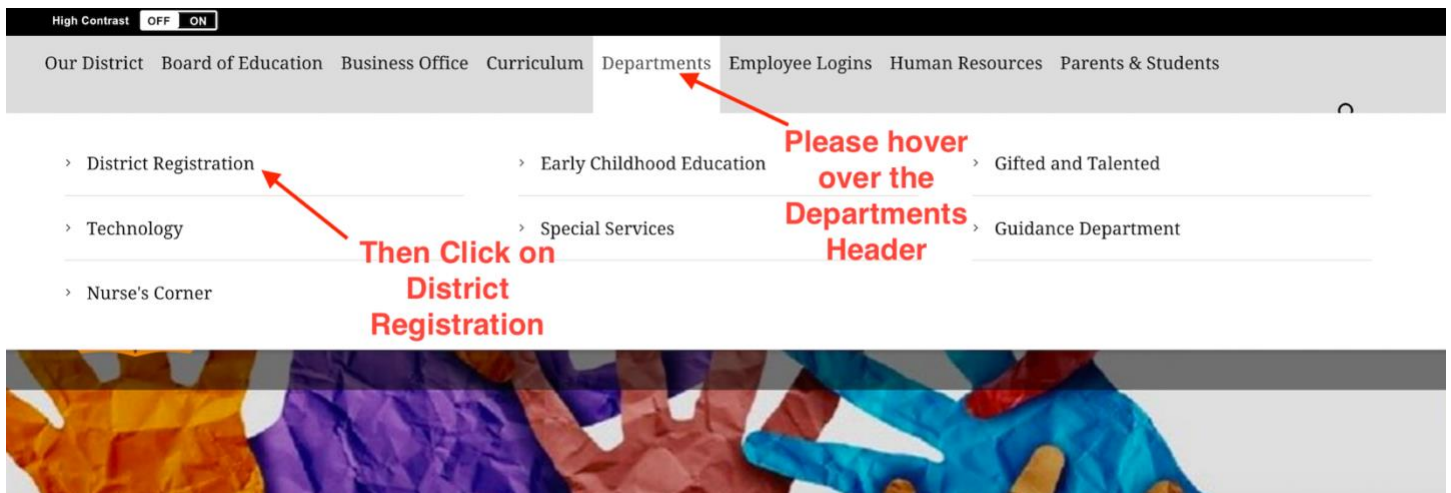 High Contrast OFF ON
Our District Board of Education Business Office Curriculum Departments Employee Logins Human Resources Parents & Students
Please hover
over the
Departments
Header
> District Registration
> Early Childhood Education
> Gifted and Talented
> Technology
> Special Services
> Guidance Department
> Nurse's Corner
Then Click on
District
Registration